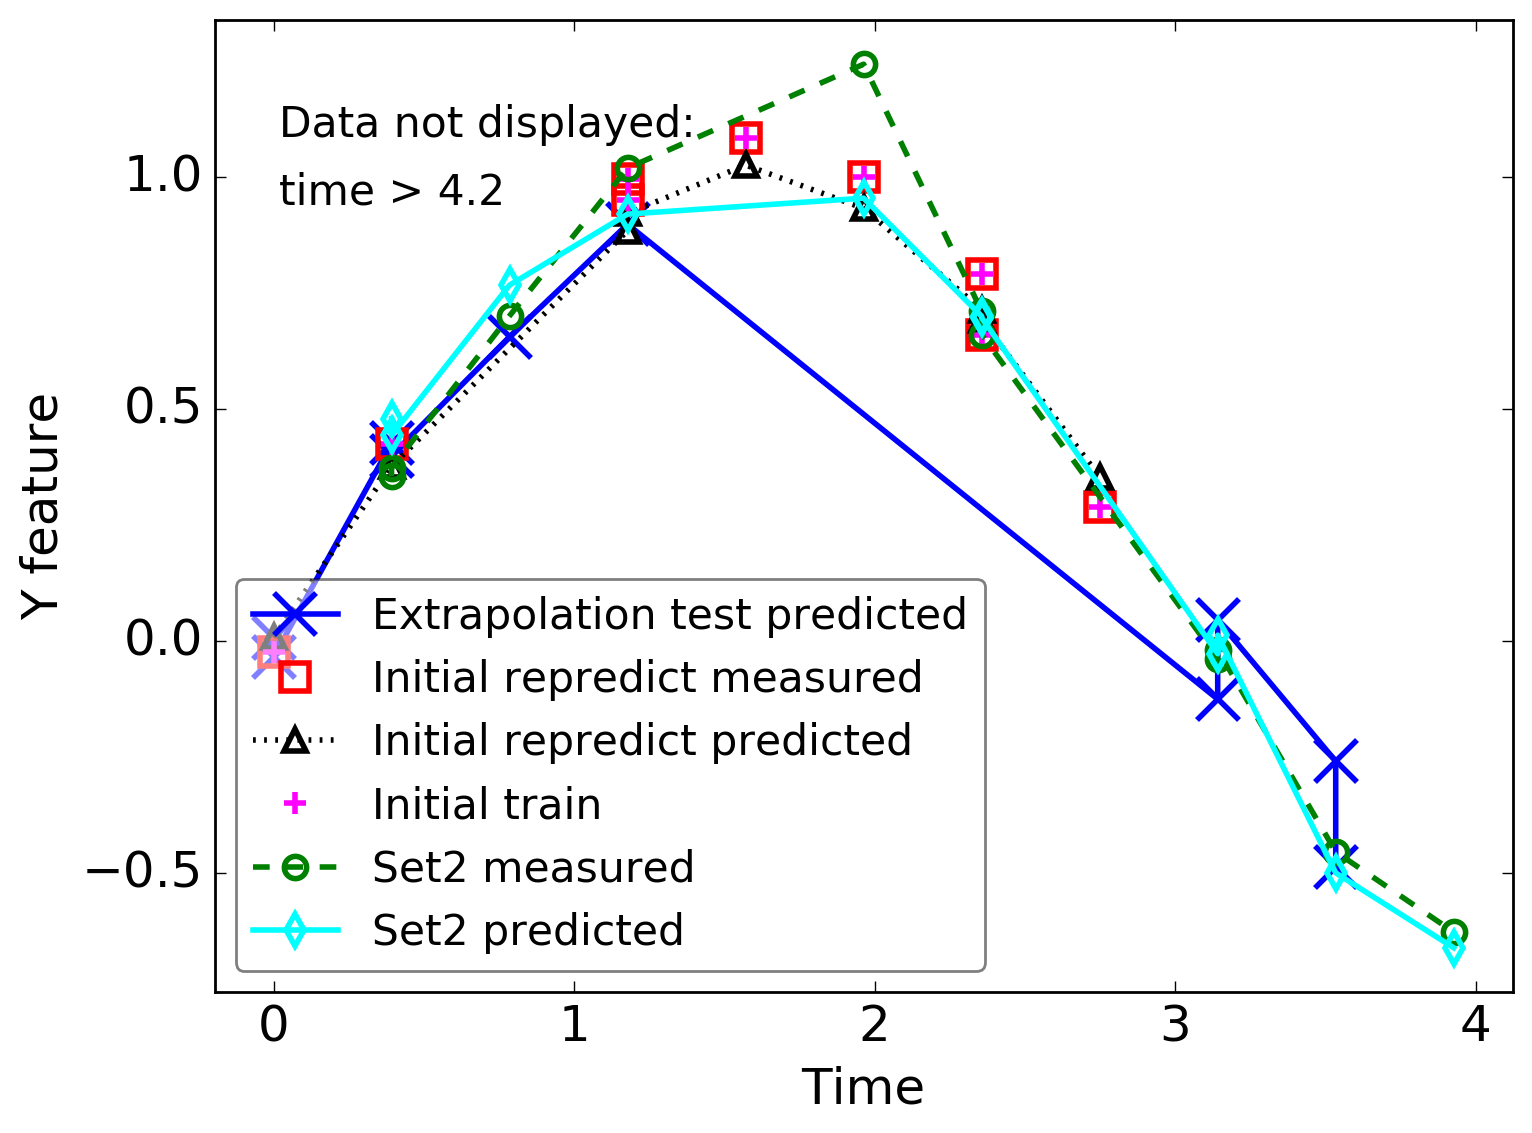 Data not displayed:
time > 4.2
1.0
0.5
0.0
−0.5
Y feature
Extrapolation test predicted
Initial repredict measured
Initial repredict predicted
Initial train
Set2 measured
Set2 predicted
0 1 2 3 4
Time